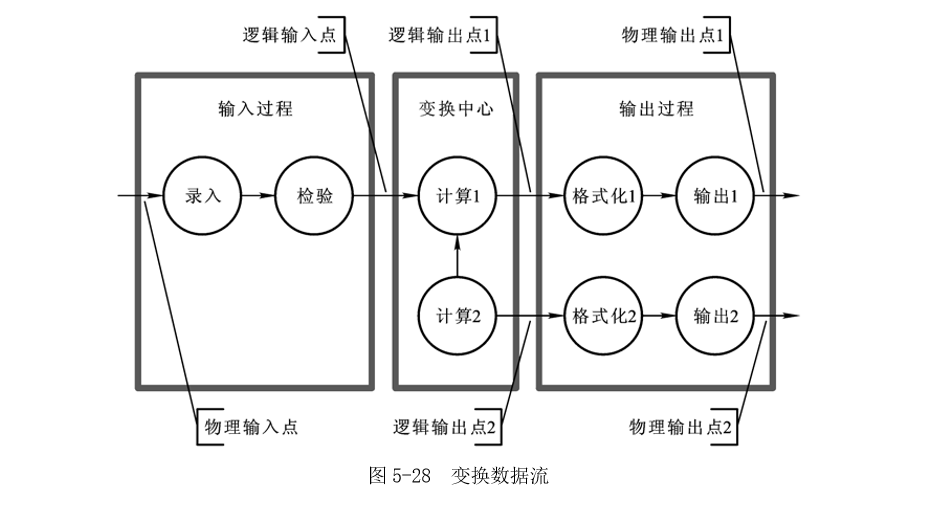 逻辑输入点 逻辑输出点1 物理输出点1
输入过程 变换中心 输出过程
录入 检验 计算1 格式化1 输出1
计算2 格式化2 输出2
物理输入点 逻辑输出点2 物理输出点2
图 5-28 变换数据流